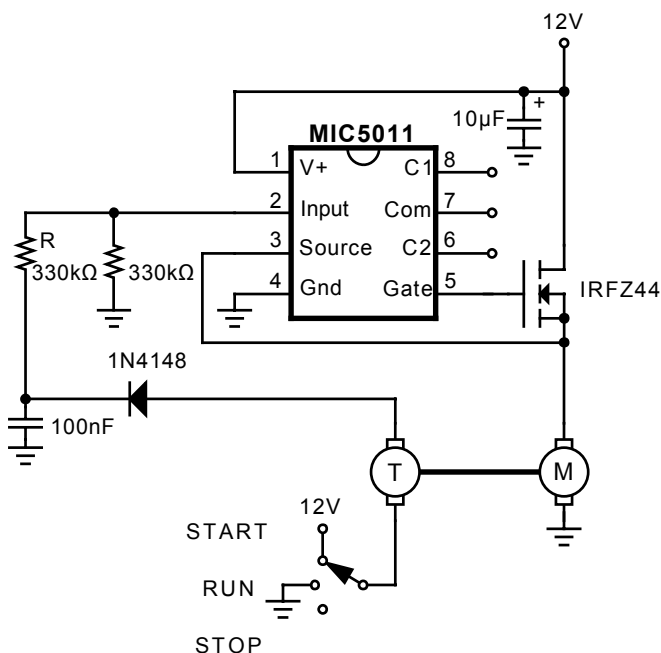 12V
10µF
+
MIC5011
1 V+ C1 8
2 Input Com 7
3 Source C2 6
4 Gnd Gate 5
R
330kΩ
330kΩ
IRFZ44
1N4148
100nF
T
M
12V
START
RUN
STOP